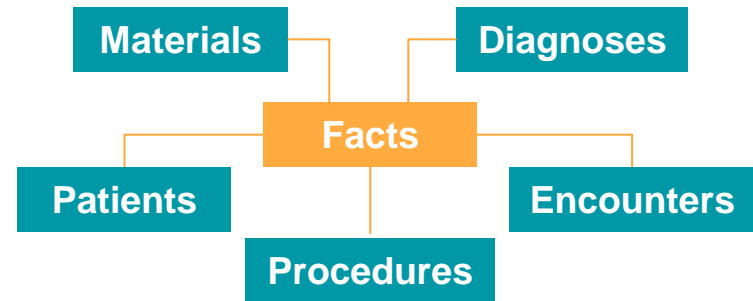 Materials
Diagnoses
Facts
Patients
Encounters
Procedures